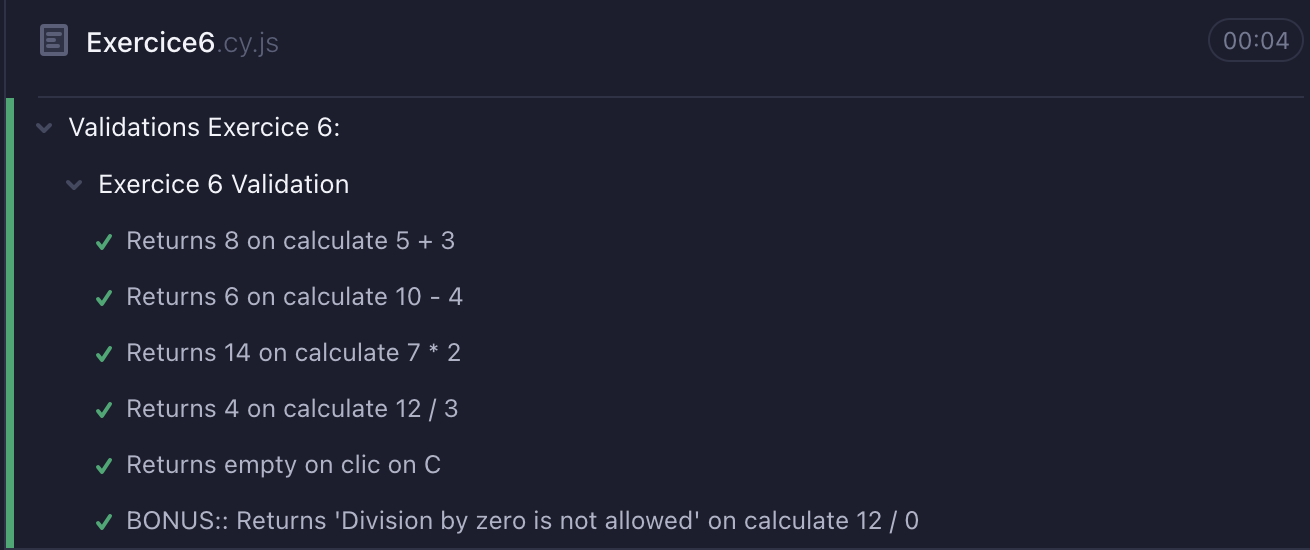 Exercice6.cy.js
00:04
Validations Exercice 6:
Exercice 6 Validation
Returns 8 on calculate 5 + 3
Returns 6 on calculate 10 - 4
Returns 14 on calculate 7 * 2
Returns 4 on calculate 12 / 3
Returns empty on clic on C
BONUS:: Returns 'Division by zero is not allowed' on calculate 12 / 0